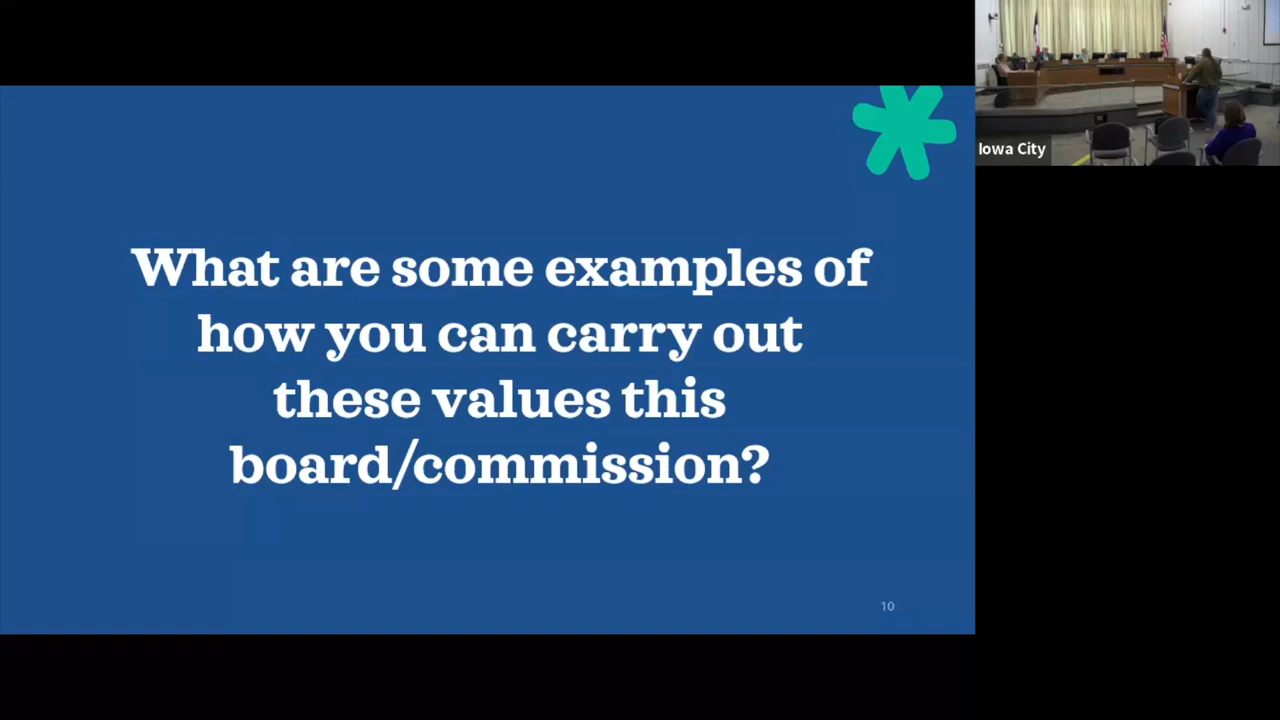 What are some examples of
how you can carry out
these values this
board/commission?
10
Iowa City